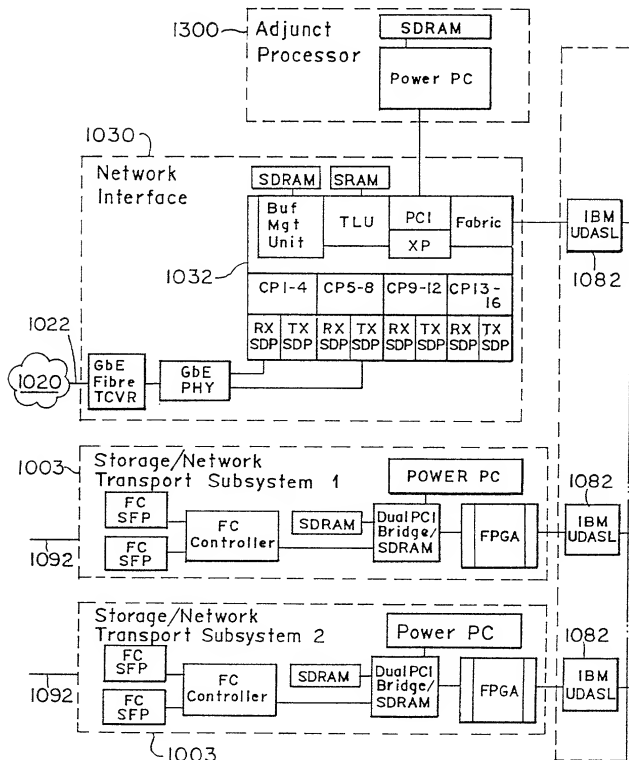 1300
Adjunct
Processor
SDRAM
Power PC
1030
Network
Interface
SDRAM
SRAM
Buf
Mgt
Unit
TLU
PCI
XP
Fabric
1032
CP1-4
CP5-8
CP9-12
CP13-
16
RX
SDP
TX
SDP
RX
SDP
TX
SDP
RX
SDP
TX
SDP
RX
SDP
TX
SDP
IBM
UDASL
1082
1022
1020
GbE
Fibre
TCVR
GbE
PHY
1003
Storage/Network
Transport Subsystem 1
POWER PC
FC
SFP
FC
SFP
FC
Controller
SDRAM
Dual PCI
Bridge/
SDRAM
FPGA
1082
IBM
UDASL
1092
Storage/Network
Transport Subsystem 2
Power PC
FC
SFP
FC
SFP
FC
Controller
SDRAM
Dual PCI
Bridge/
SDRAM
FPGA
1082
IBM
UDASL
1092
1003